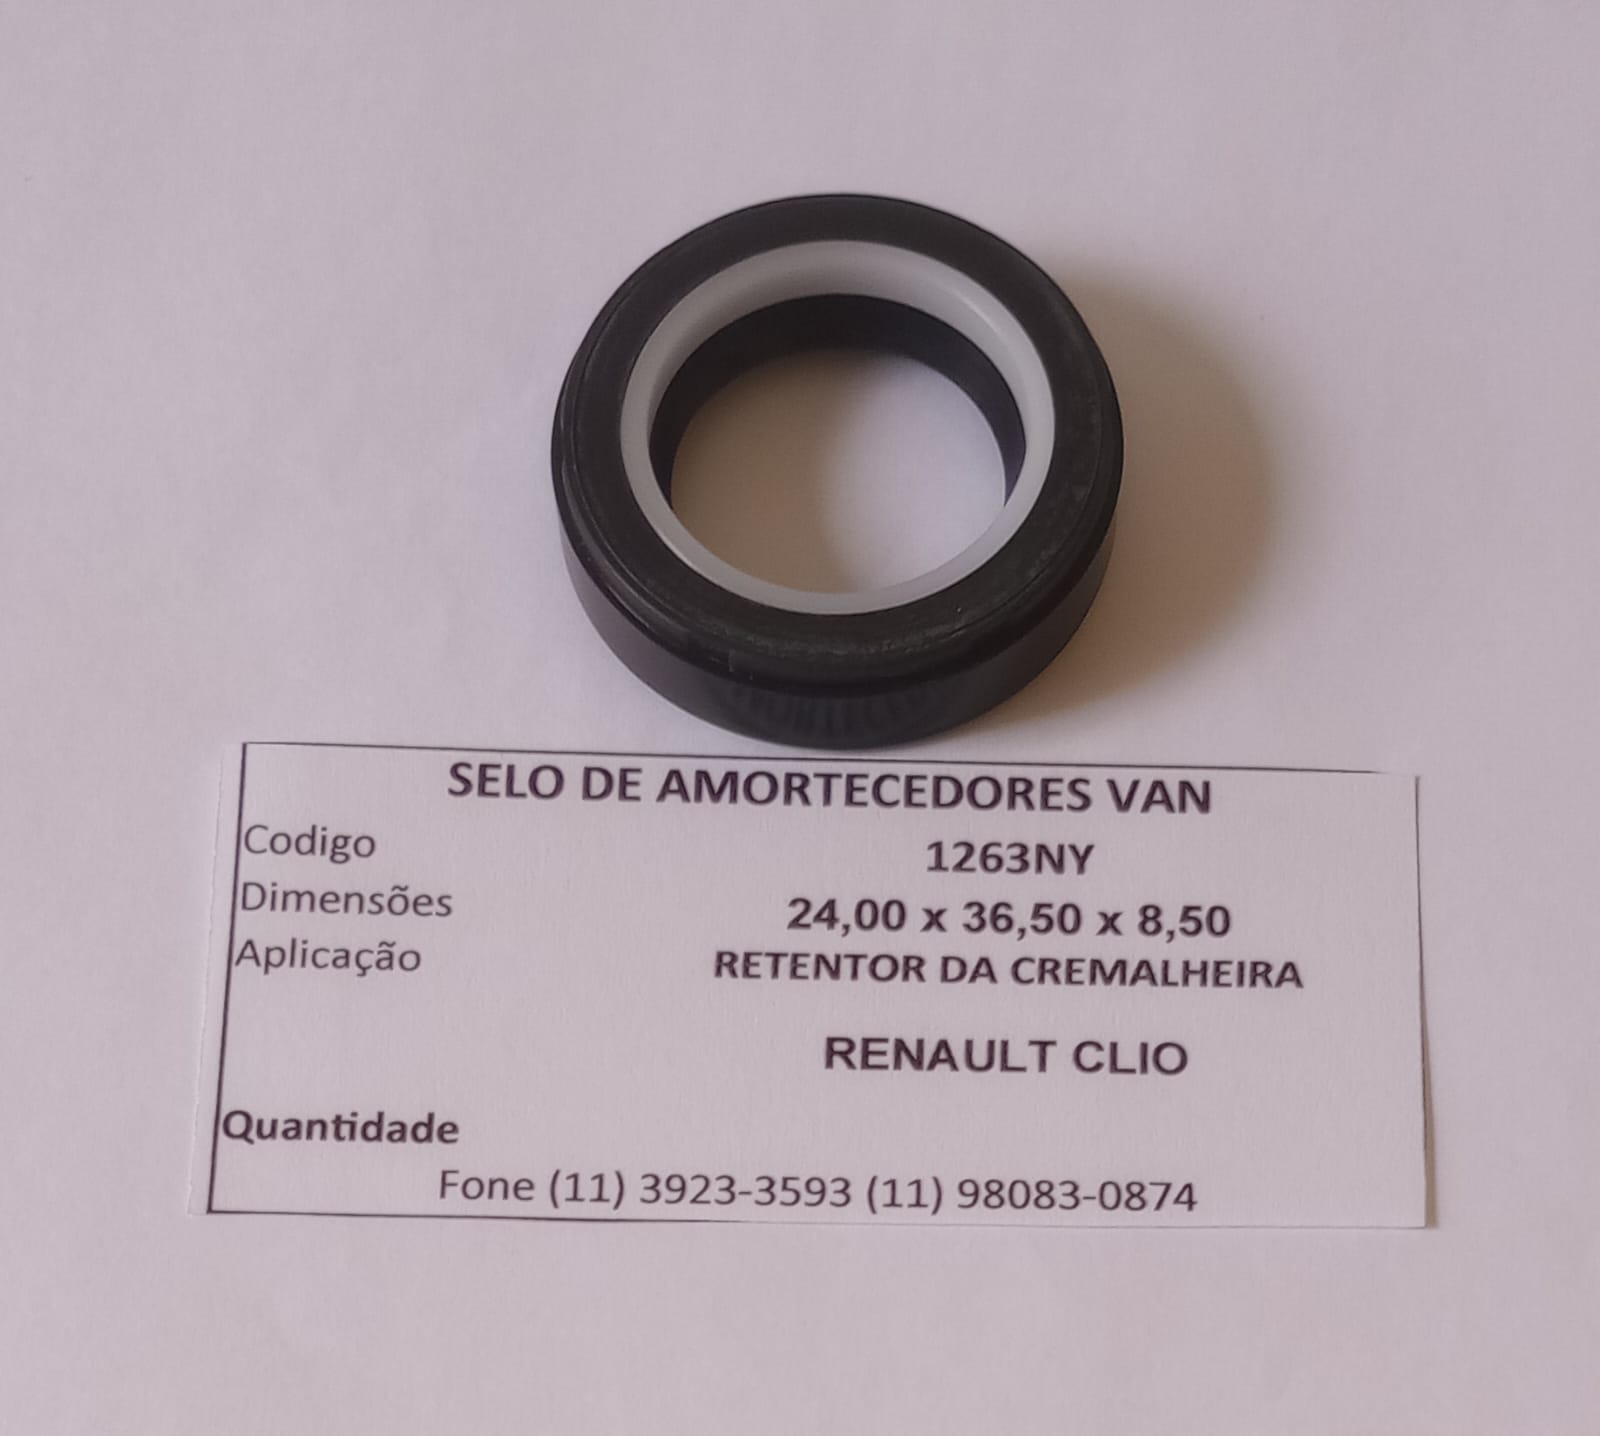 SELO DE AMORTECEDORES VAN
Codigo 1263NY
Dimensões 24,00 x 36,50 x 8,50
Aplicação RETENTOR DA CREMALHEIRA
RENAULT CLIO
Quantidade
Fone (11) 3923-3593 (11) 98083-0874